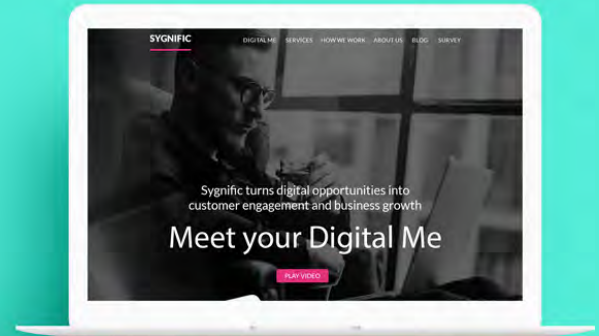 SYGNIFIC
DIGITAL ME SERVICES HOW WE WORK ABOUT US BLOG SURVEY
Sygnific turns digital opportunities into
customer engagement and business growth
Meet your Digital Me
PLAY VIDEO